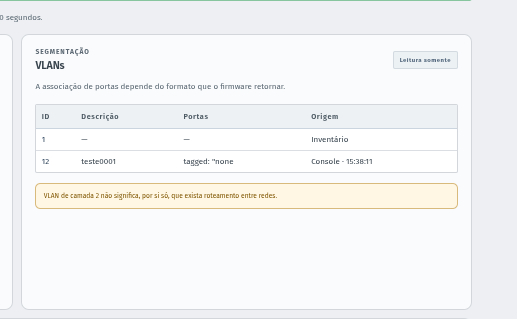 0 segundos.
SEGMENTAÇÃO
VLANs
Leitura somente
A associação de portas depende do formato que o firmware retornar.
ID Descrição Portas Origem
1 — — Inventário
12 teste0001 tagged: "none Console · 15:38:11
VLAN de camada 2 não significa, por si só, que exista roteamento entre redes.